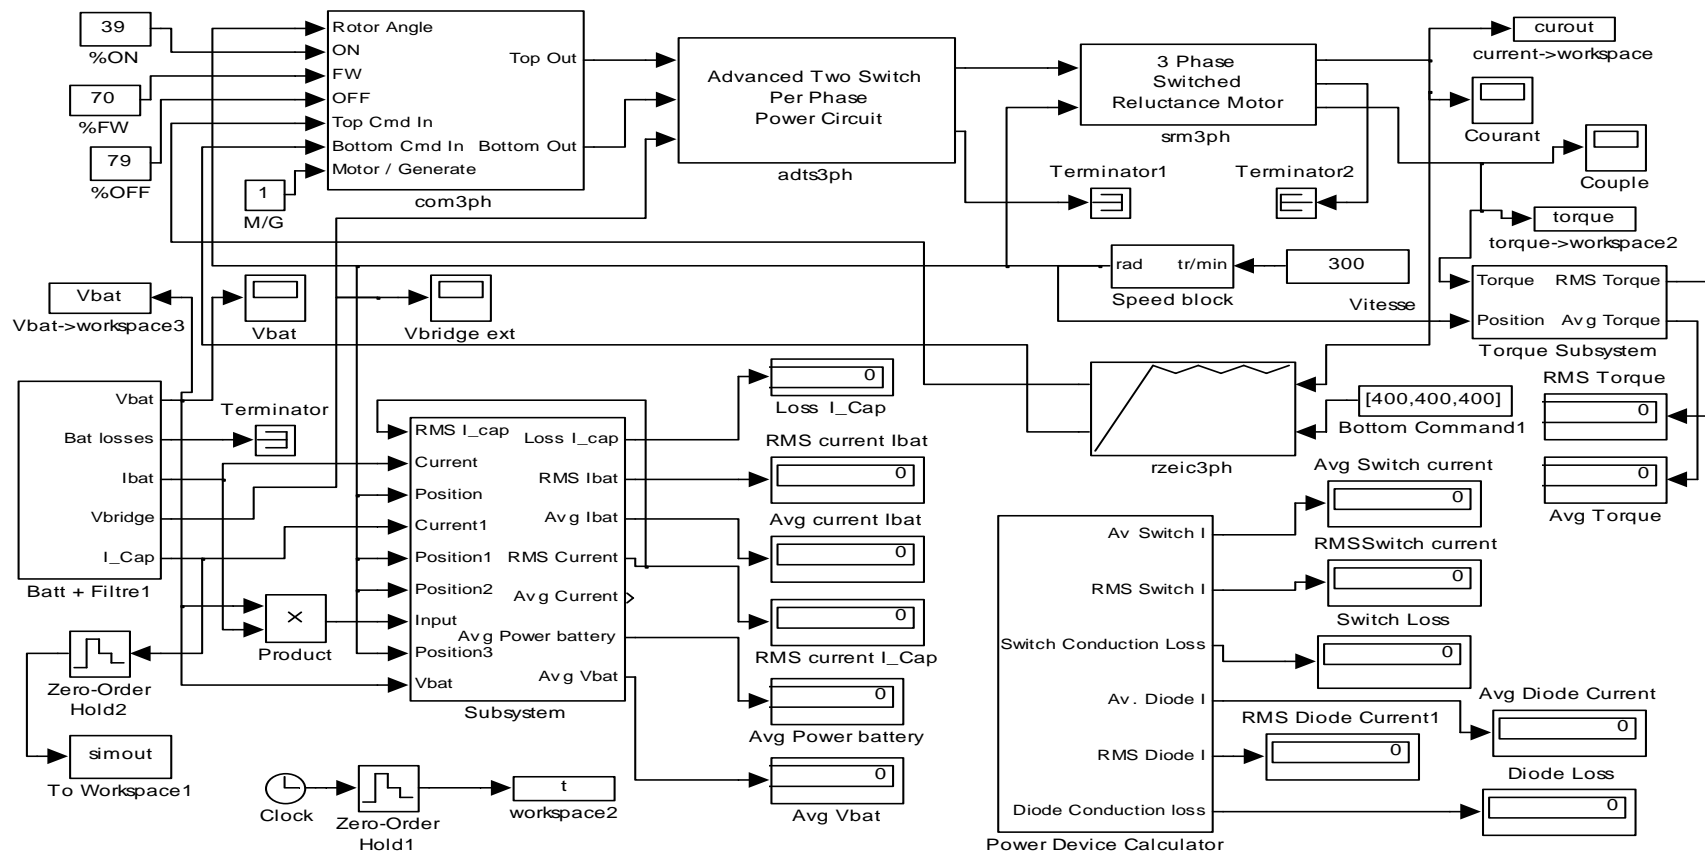 39
%ON
70
%FW
79
%OFF
1
M/G
Rotor Angle
ON
FW
OFF
Top Cmd In
Bottom Cmd In
Motor / Generate
Top Out
Bottom Out
com3ph
Advanced Two Switch
Per Phase
Power Circuit
adts3ph
3 Phase
Switched
Reluctance Motor
srm3ph
curout
current->workspace
Courant
Couple
Terminator1
Terminator2
torque
torque->workspace2
rad
tr/min
Speed block
300
Vitesse
Torque
Position
RMS Torque
Avg Torque
Torque Subsystem
Vbat
Vbat->workspace3
Vbat
Vbridge ext
RMS Torque
0
0
Avg Torque
[400,400,400]
Bottom Command1
rzeic3ph
Vbat
Bat losses
Ibat
Vbridge
I_Cap
Batt + Filtre1
Terminator
X
Product
Zero-Order
Hold2
simout
To Workspace1
RMS I_cap
Current
Position
Current1
Position1
Position2
Input
Position3
Vbat
Loss I_cap
RMS Ibat
Avg Ibat
RMS Current
Avg Current
Avg Power battery
Avg Vbat
Subsystem
0
Loss I_Cap
RMS current Ibat
0
Avg current Ibat
0
0
RMS current I_Cap
0
Avg Power battery
0
Avg Vbat
Clock
Zero-Order
Hold1
t
workspace2
Av Switch I
RMS Switch I
Switch Conduction Loss
Av. Diode I
RMS Diode I
Diode Conduction loss
Power Device Calculator
Avg Switch current
0
RMSSwitch current
0
Switch Loss
0
Avg Diode Current
0
RMS Diode Current1
0
Diode Loss
0